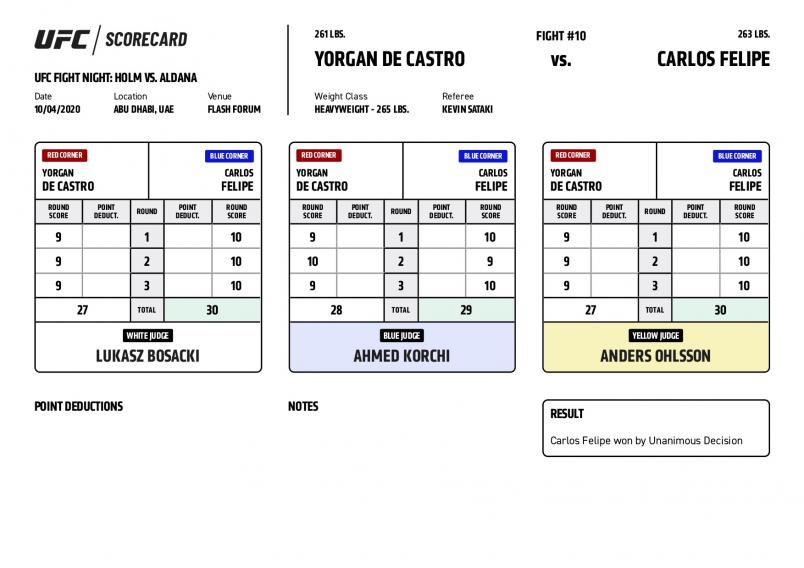 UFC / SCORECARD
UFC FIGHT NIGHT: HOLM VS. ALDANA
Date Location Venue
10/04/2020 ABU DHABI, UAE FLASH FORUM
261 LBS. FIGHT #10 263 LBS.
YORGAN DE CASTRO VS. CARLOS FELIPE
Weight Class Referee
HEAVYWEIGHT - 265 LBS. KEVIN SATAKI
RED CORNER BLUE CORNER
YORGAN CARLOS
DE CASTRO FELIPE
ROUND SCORE POINT DEDUCT. ROUND POINT DEDUCT. ROUND SCORE
9 1 10
9 2 10
9 3 10
27 TOTAL 30
WHITE JUDGE
LUKASZ BOSACKI
RED CORNER BLUE CORNER
YORGAN CARLOS
DE CASTRO FELIPE
ROUND SCORE POINT DEDUCT. ROUND POINT DEDUCT. ROUND SCORE
9 1 10
10 2 9
9 3 10
28 TOTAL 29
BLUE JUDGE
AHMED KORCHI
RED CORNER BLUE CORNER
YORGAN CARLOS
DE CASTRO FELIPE
ROUND SCORE POINT DEDUCT. ROUND POINT DEDUCT. ROUND SCORE
9 1 10
9 2 10
9 3 10
27 TOTAL 30
YELLOW JUDGE
ANDERS OHLSSON
POINT DEDUCTIONS
NOTES
RESULT
Carlos Felipe won by Unanimous Decision